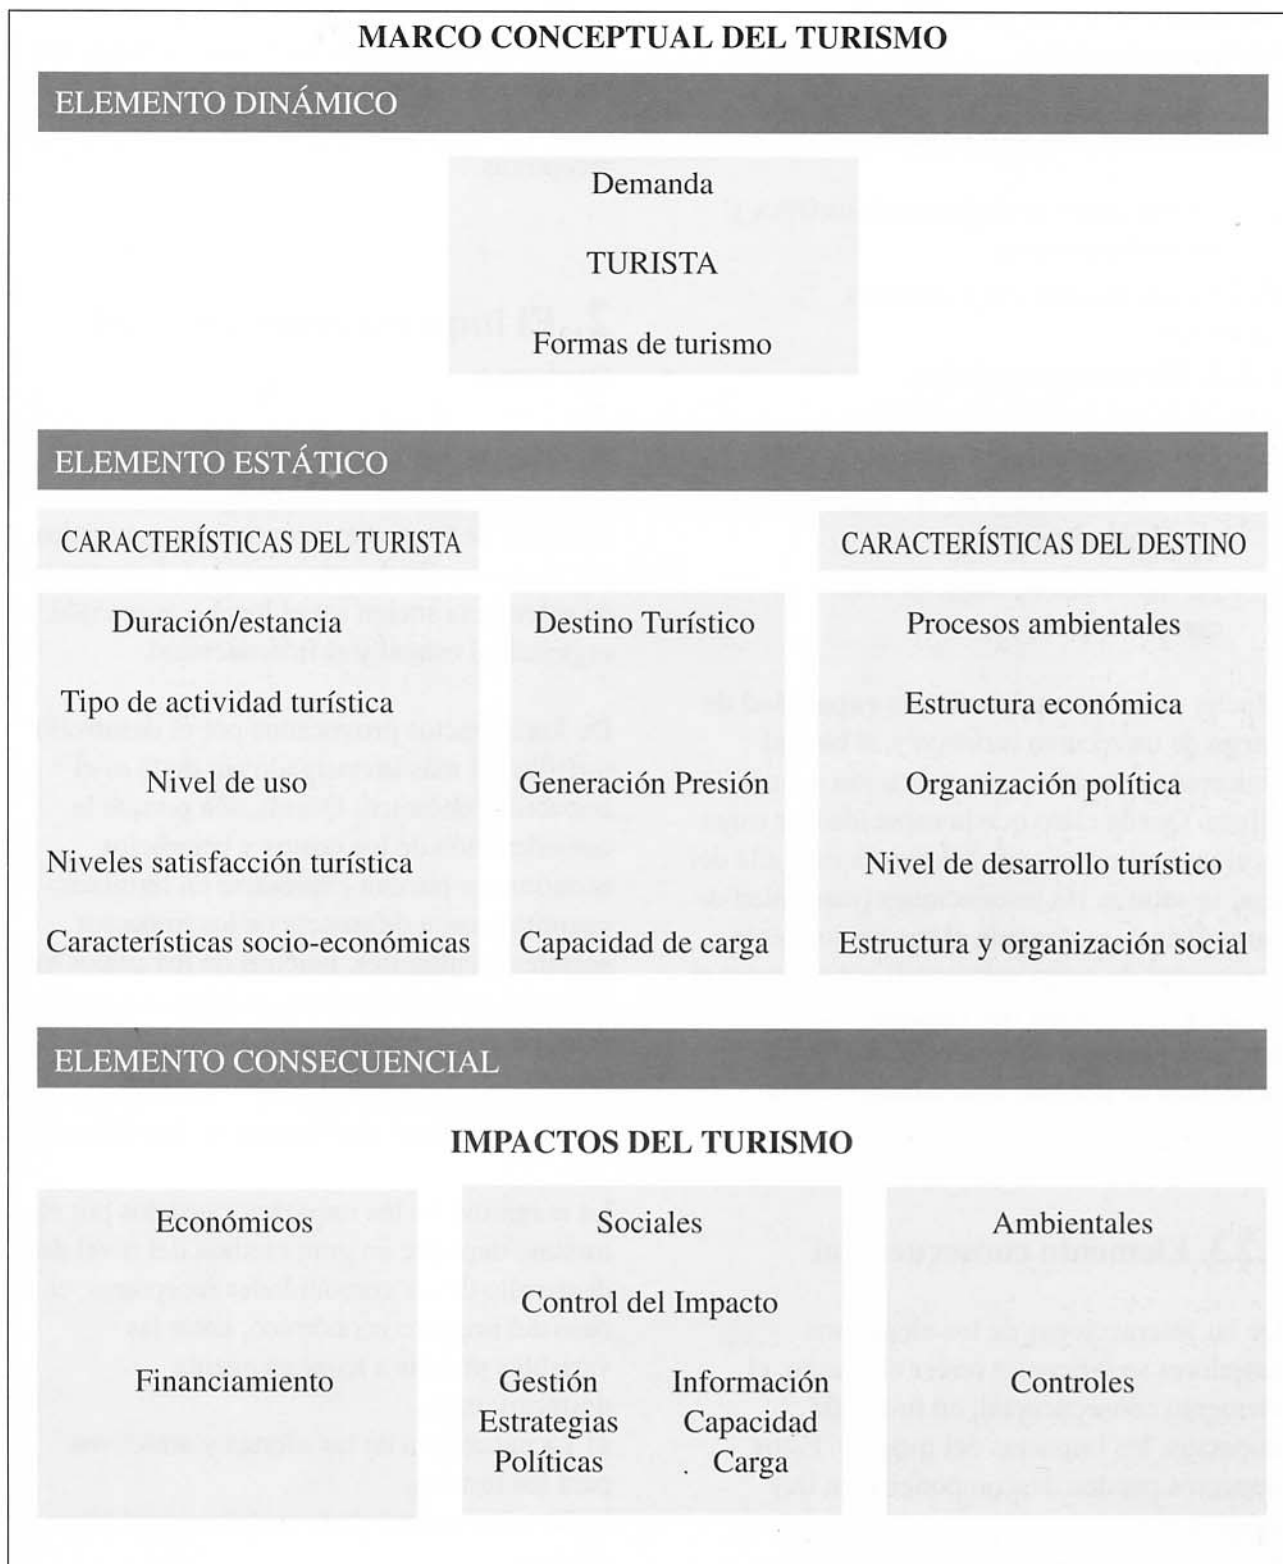 MARCO CONCEPTUAL DEL TURISMO
ELEMENTO DINÁMICO
Demanda
TURISTA
Formas de turismo
ELEMENTO ESTÁTICO
CARACTERÍSTICAS DEL TURISTA
CARACTERÍSTICAS DEL DESTINO
Duración/estancia
Destino Turístico
Procesos ambientales
Tipo de actividad turística
Estructura económica
Nivel de uso
Generación Presión
Organización política
Niveles satisfacción turística
Nivel de desarrollo turístico
Características socio-económicas
Capacidad de carga
Estructura y organización social
ELEMENTO CONSECUENCIAL
IMPACTOS DEL TURISMO
Económicos
Sociales
Ambientales
Control del Impacto
Financiamiento
Gestión
Información
Controles
Estrategias
Capacidad
Políticas
Carga